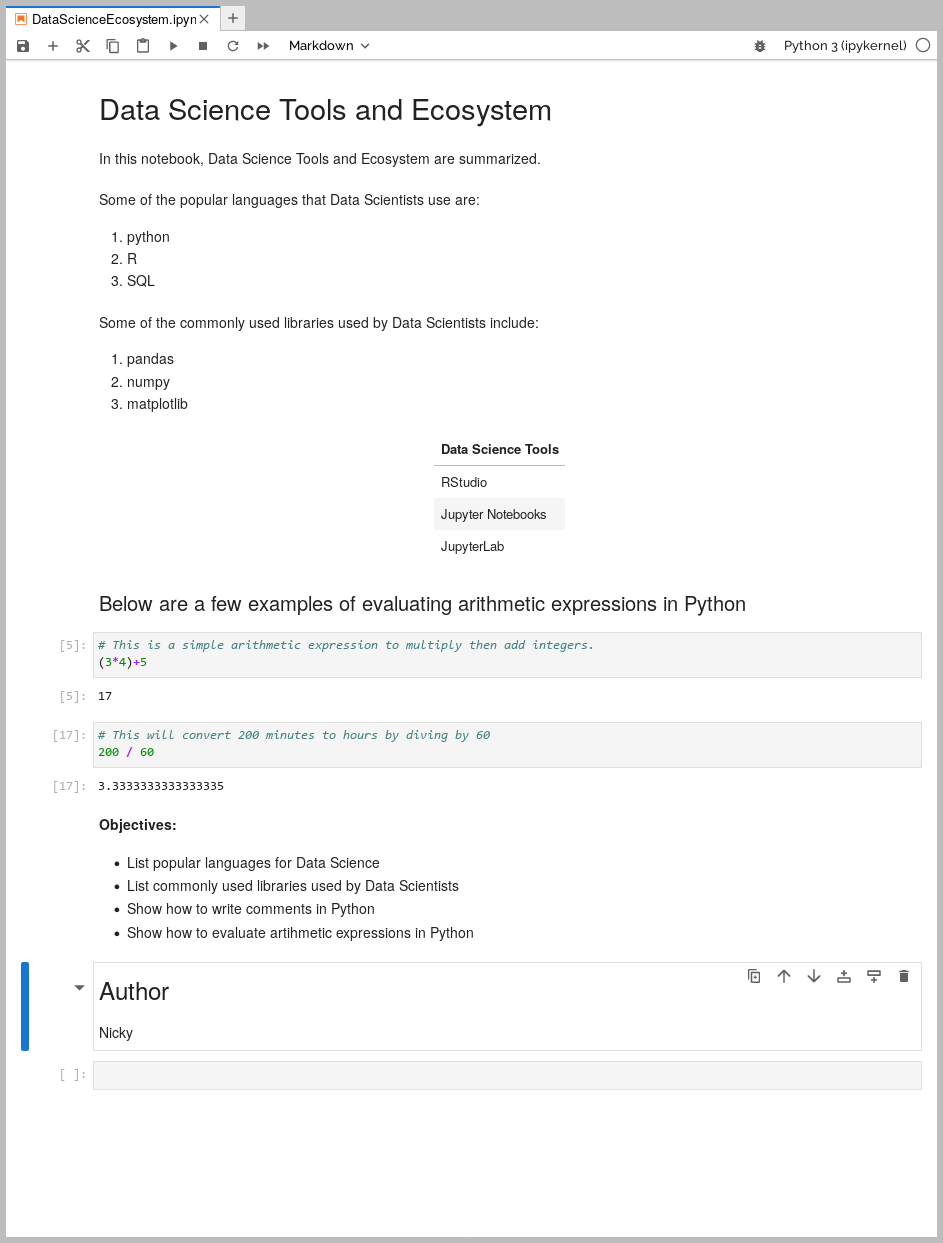 DataScienceEcosystem.ipyn
Markdown
Python 3 (ipykernel)
Data Science Tools and Ecosystem
In this notebook, Data Science Tools and Ecosystem are summarized.
Some of the popular languages that Data Scientists use are:
1. python
2. R
3. SQL
Some of the commonly used libraries used by Data Scientists include:
1. pandas
2. numpy
3. matplotlib
Data Science Tools
RStudio
Jupyter Notebooks
JupyterLab
Below are a few examples of evaluating arithmetic expressions in Python
[5]: # This is a simple arithmetic expression to multiply then add integers.
(3*4)+5
[5]: 17
[17]: # This will convert 200 minutes to hours by diving by 60
200 / 60
[17]: 3.3333333333333335
Objectives:
• List popular languages for Data Science
• List commonly used libraries used by Data Scientists
• Show how to write comments in Python
• Show how to evaluate artihmetic expressions in Python
Author
Nicky
[ ]: